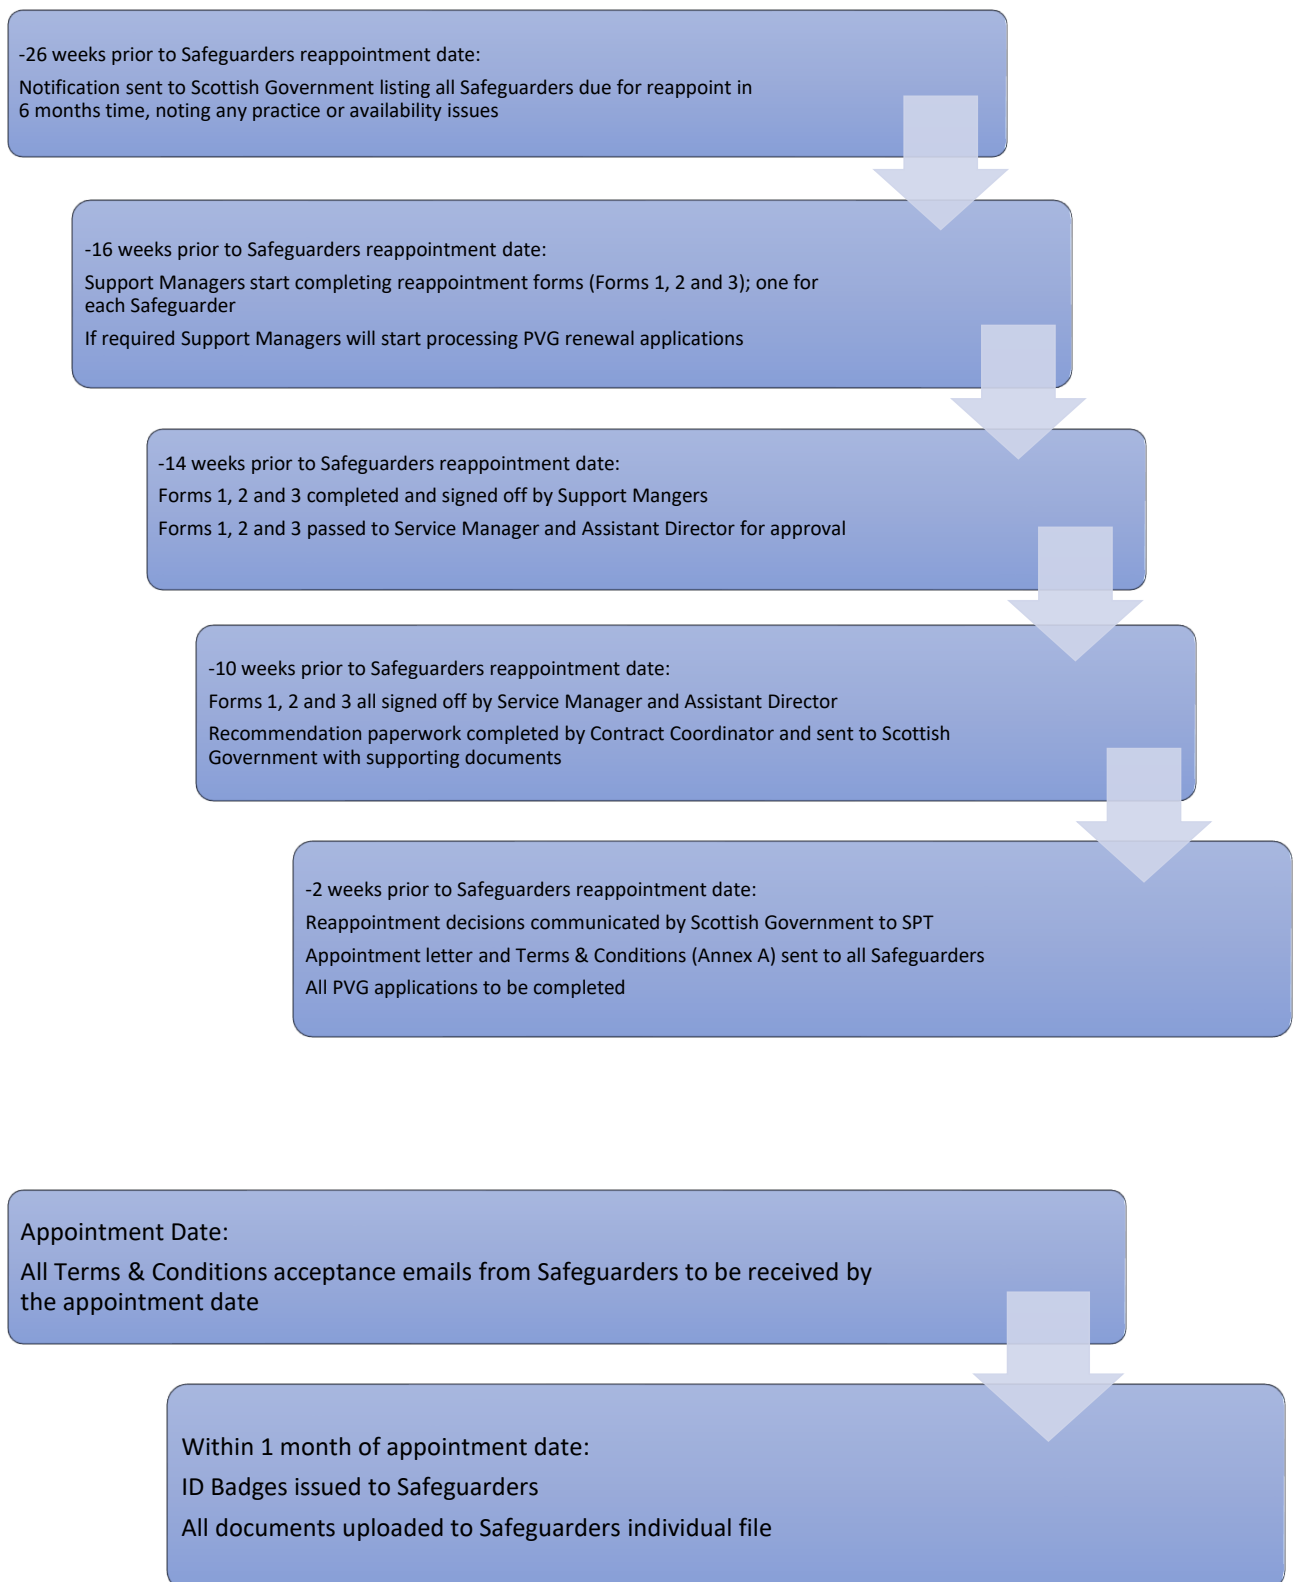 -26 weeks prior to Safeguarders reappointment date:
Notification sent to Scottish Government listing all Safeguarders due for reappoint in
6 months time, noting any practice or availability issues
-16 weeks prior to Safeguarders reappointment date:
Support Managers start completing reappointment forms (Forms 1, 2 and 3); one for
each Safeguarder
If required Support Managers will start processing PVG renewal applications
-14 weeks prior to Safeguarders reappointment date:
Forms 1, 2 and 3 completed and signed off by Support Mangers
Forms 1, 2 and 3 passed to Service Manager and Assistant Director for approval
-10 weeks prior to Safeguarders reappointment date:
Forms 1, 2 and 3 all signed off by Service Manager and Assistant Director
Recommendation paperwork completed by Contract Coordinator and sent to Scottish
Government with supporting documents
-2 weeks prior to Safeguarders reappointment date:
Reappointment decisions communicated by Scottish Government to SPT
Appointment letter and Terms & Conditions (Annex A) sent to all Safeguarders
All PVG applications to be completed
Appointment Date:
All Terms & Conditions acceptance emails from Safeguarders to be received by
the appointment date
Within 1 month of appointment date:
ID Badges issued to Safeguarders
All documents uploaded to Safeguarders individual file